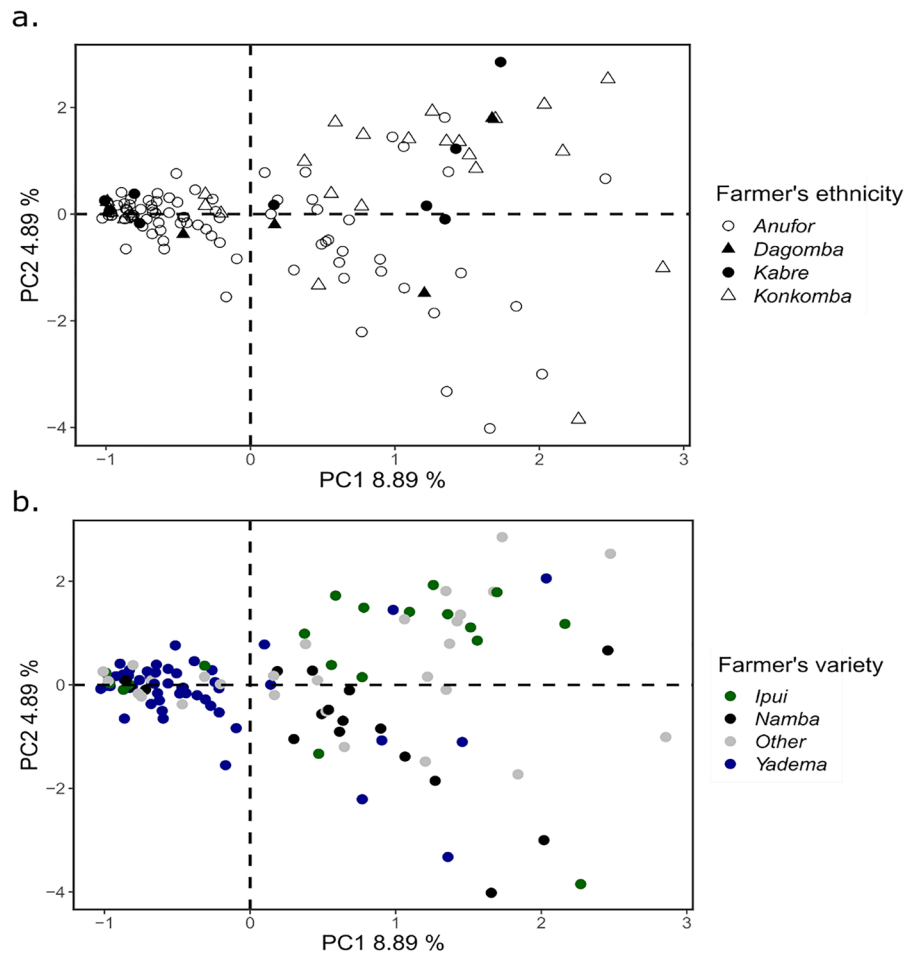 a.
2
0
−2
−4
PC2 4.89 %
−1
0
1
2
3
PC1 8.89 %
Farmer's ethnicity
Anufor
Dagomba
Kabre
Konkomba
b.
2
0
−2
−4
PC2 4.89 %
−1
0
1
2
3
PC1 8.89 %
Farmer's variety
Ipui
Namba
Other
Yadema